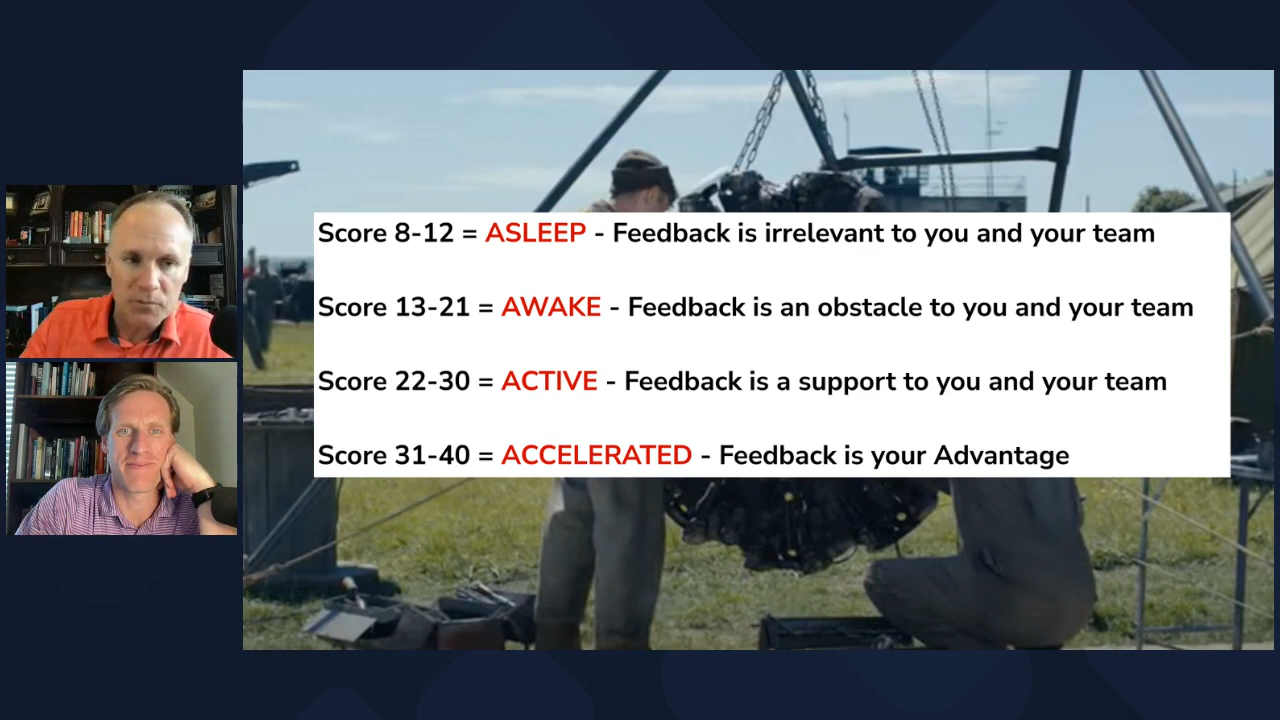 Score 8-12 = ASLEEP - Feedback is irrelevant to you and your team
Score 13-21 = AWAKE - Feedback is an obstacle to you and your team
Score 22-30 = ACTIVE - Feedback is a support to you and your team
Score 31-40 = ACCELERATED - Feedback is your Advantage